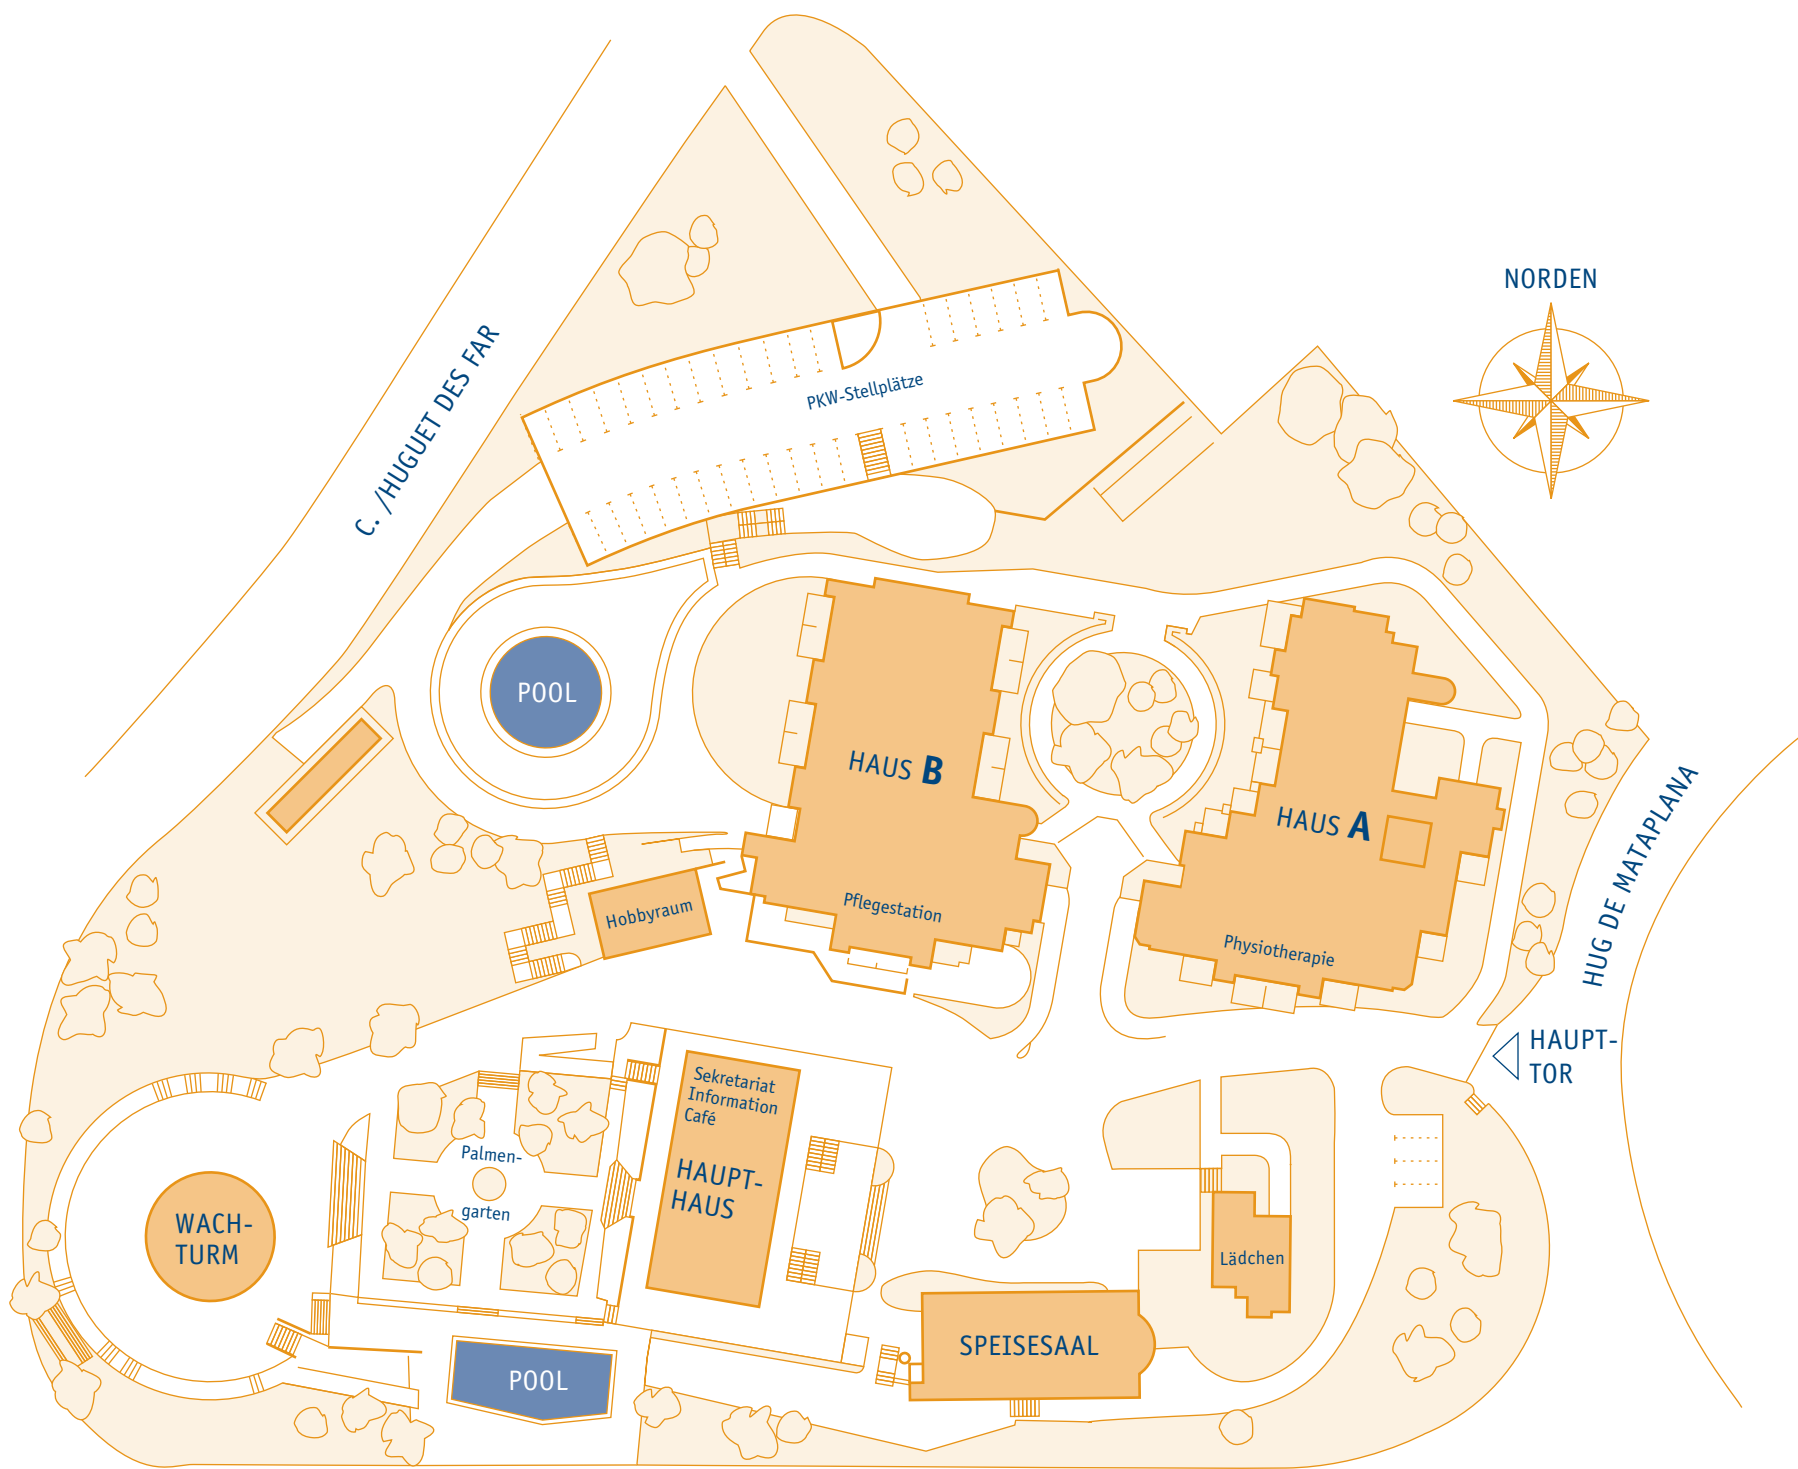 NORDEN
C. /HUGUET DES FAR
PKW-Stellplätze
POOL
HAUS B
HAUS A
HUG DE MATAPLANA
Hobbyraum
Pflegestation
Physiotherapie
HAUPT-
TOR
Sekretariat
Information
Café
HAUPT-
HAUS
Palmen-
garten
WACH-
TURM
Lädchen
SPEISESAAL
POOL